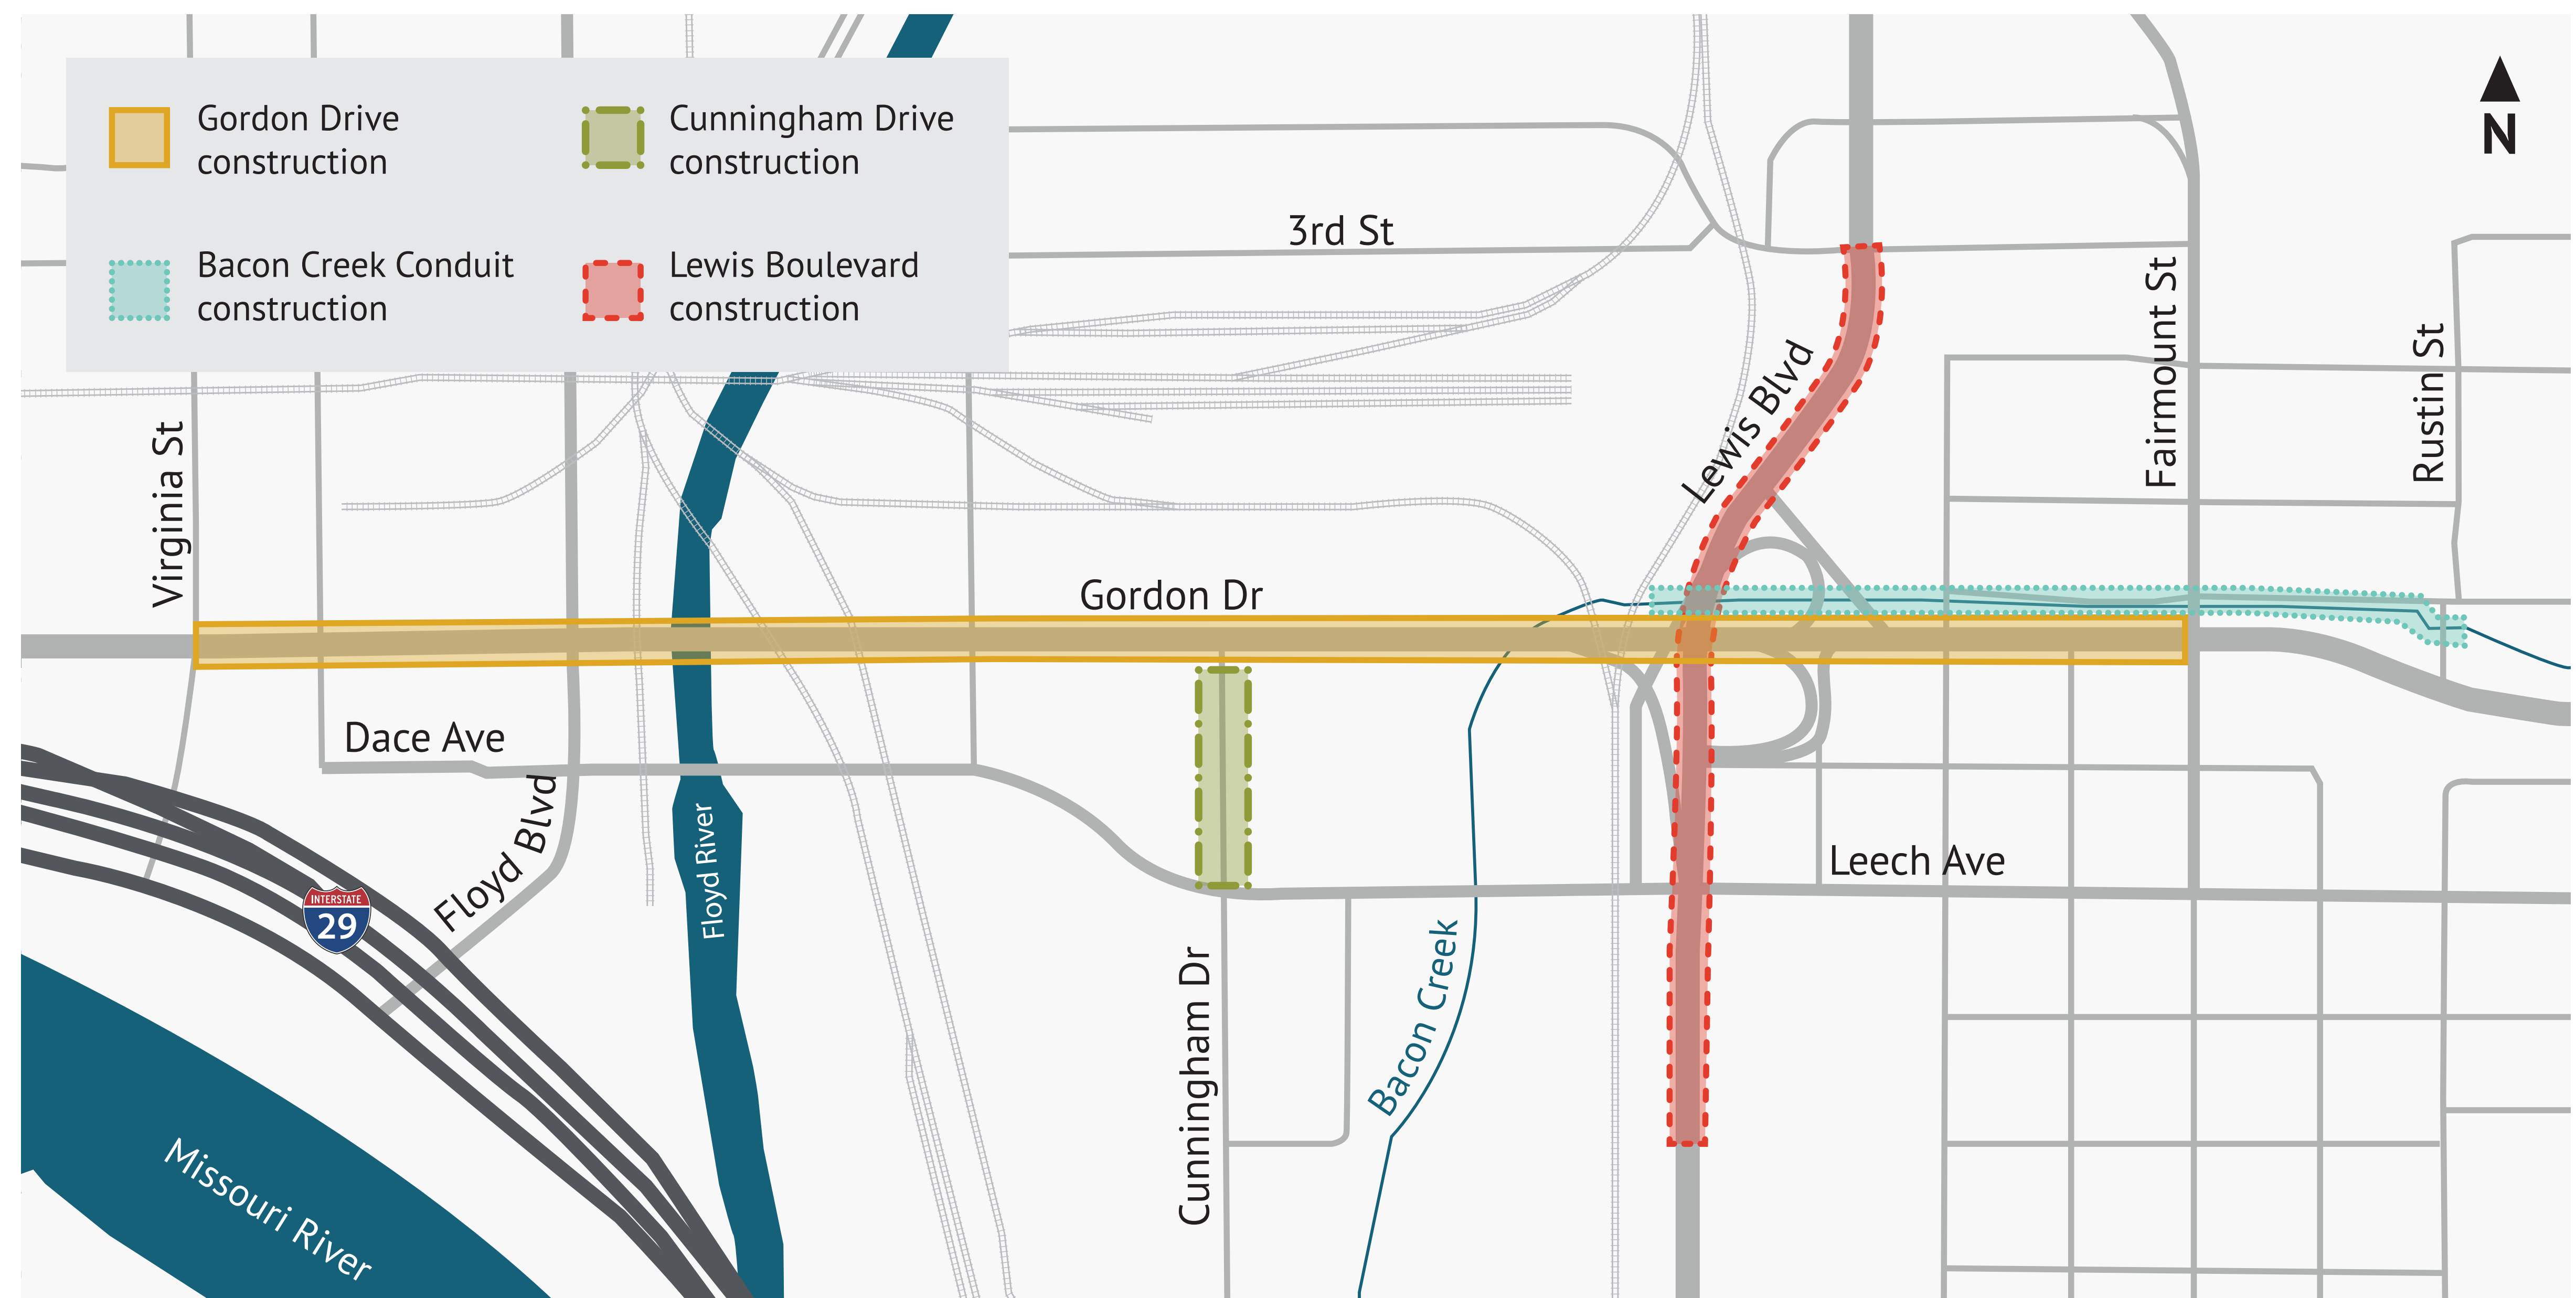 Gordon Drive
construction
Cunningham Drive
construction
Bacon Creek Conduit
construction
Lewis Boulevard
construction
N
3rd St
Fairmount St
Rustin St
Lewis Blvd
Virginia St
Gordon Dr
Dace Ave
Floyd Blvd
Floyd River
Leech Ave
INTERSTATE
29
Bacon Creek
Cunningham Dr
Missouri River